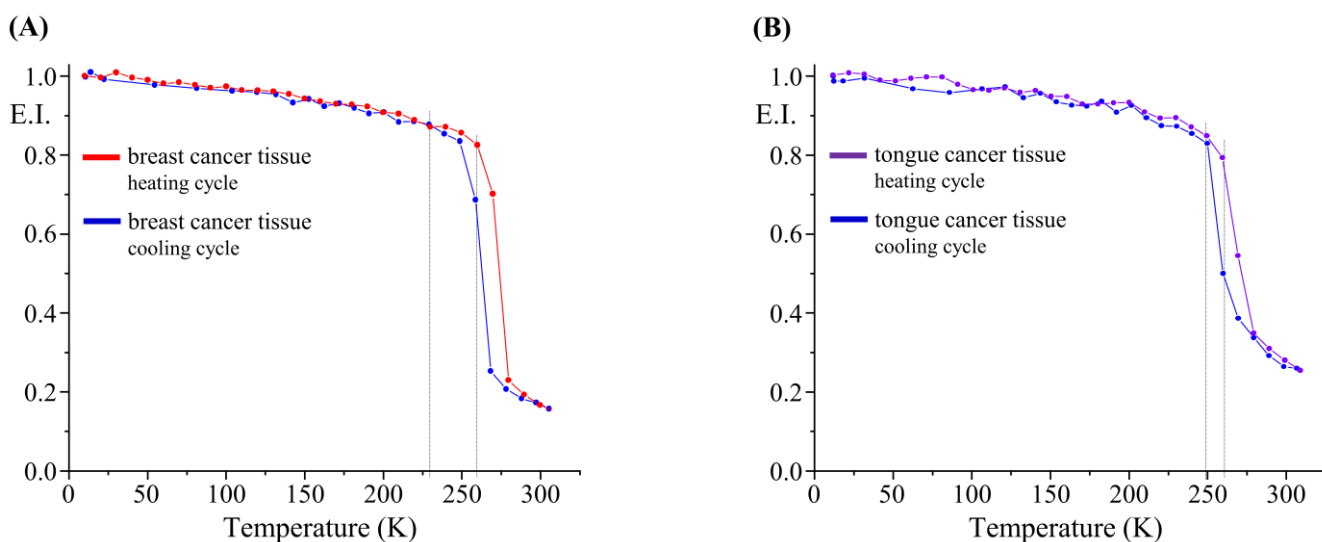 (A)
1.0
E.I.
0.8
0.6
0.4
0.2
0.0
breast cancer tissue
heating cycle
breast cancer tissue
cooling cycle
0 50 100 150 200 250 300
Temperature (K)
(B)
1.0
E.I.
0.8
0.6
0.4
0.2
0.0
tongue cancer tissue
heating cycle
tongue cancer tissue
cooling cycle
0 50 100 150 200 250 300
Temperature (K)